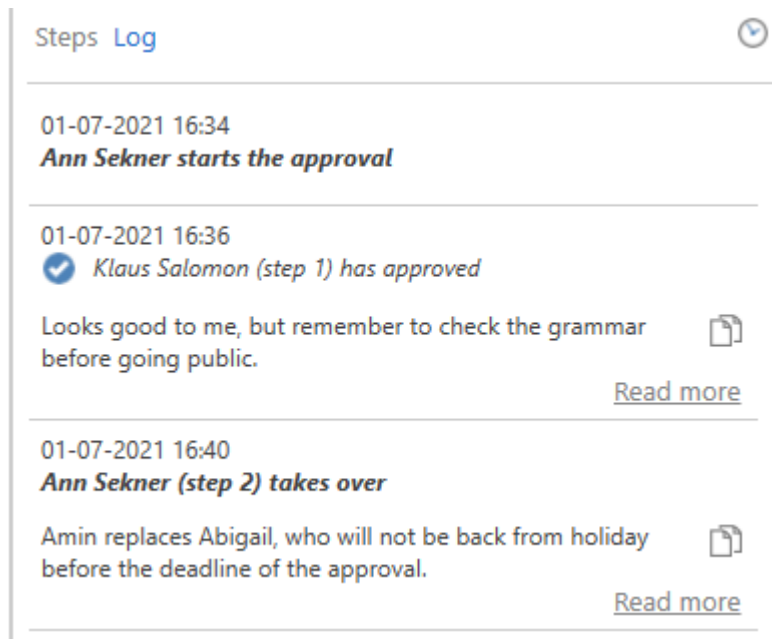 Steps Log
01-07-2021 16:34
Ann Sekner starts the approval
01-07-2021 16:36
Klaus Salomon (step 1) has approved
Looks good to me, but remember to check the grammar
before going public.
Read more
01-07-2021 16:40
Ann Sekner (step 2) takes over
Amin replaces Abigail, who will not be back from holiday
before the deadline of the approval.
Read more